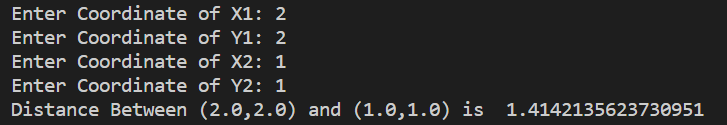 Enter Coordinate of X1: 2
Enter Coordinate of Y1: 2
Enter Coordinate of X2: 1
Enter Coordinate of Y2: 1
Distance Between (2.0,2.0) and (1.0,1.0) is  1.4142135623730951